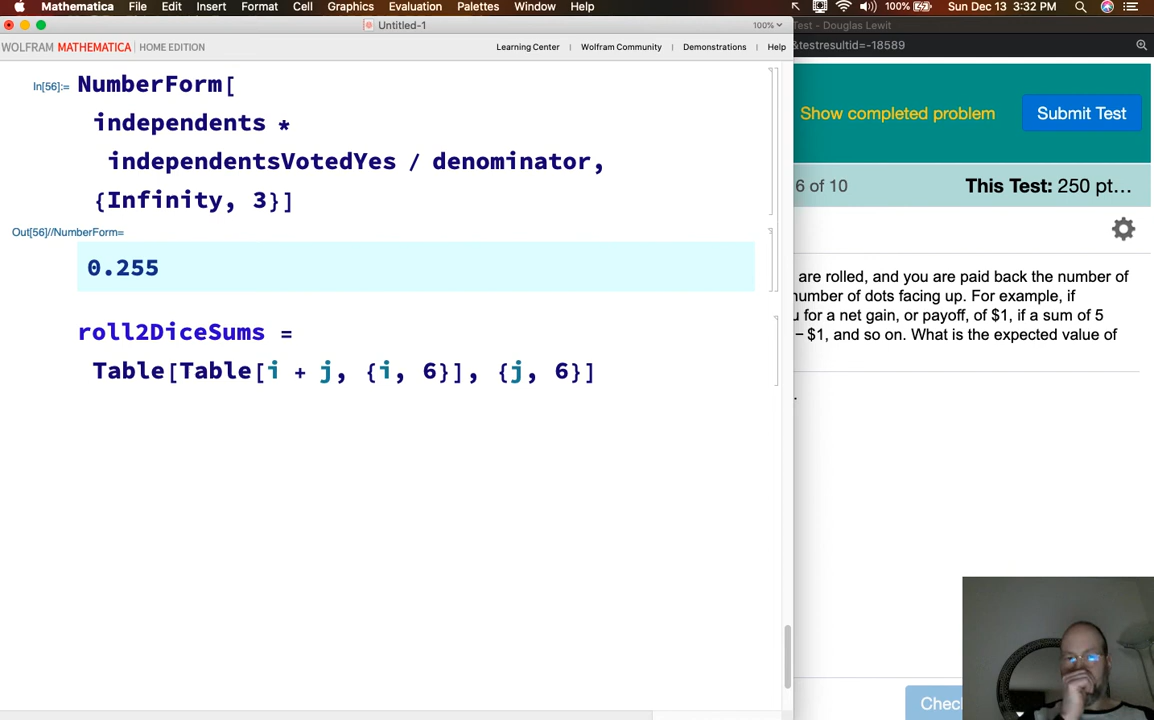 Mathematica File Edit Insert Format Cell Graphics Evaluation Palettes Window Help 100% Sun Dec 13 3:32 PM
Untitled-1
100%
Test - Douglas Lewit
WOLFRAM MATHEMATICA HOME EDITION
Learning Center | Wolfram Community | Demonstrations | Help
&testresultid=-18589
In[56]:= NumberForm[
independents *
independentsVotedYes / denominator,
{Infinity, 3}]
Out[56]//NumberForm=
0.255
roll2DiceSums =
Table[Table[i + j, {i, 6}], {j, 6}]
Show completed problem
Submit Test
6 of 10
This Test: 250 pt...
are rolled, and you are paid back the number of
number of dots facing up. For example, if
for a net gain, or payoff, of $1, if a sum of 5
– $1, and so on. What is the expected value of
Chec